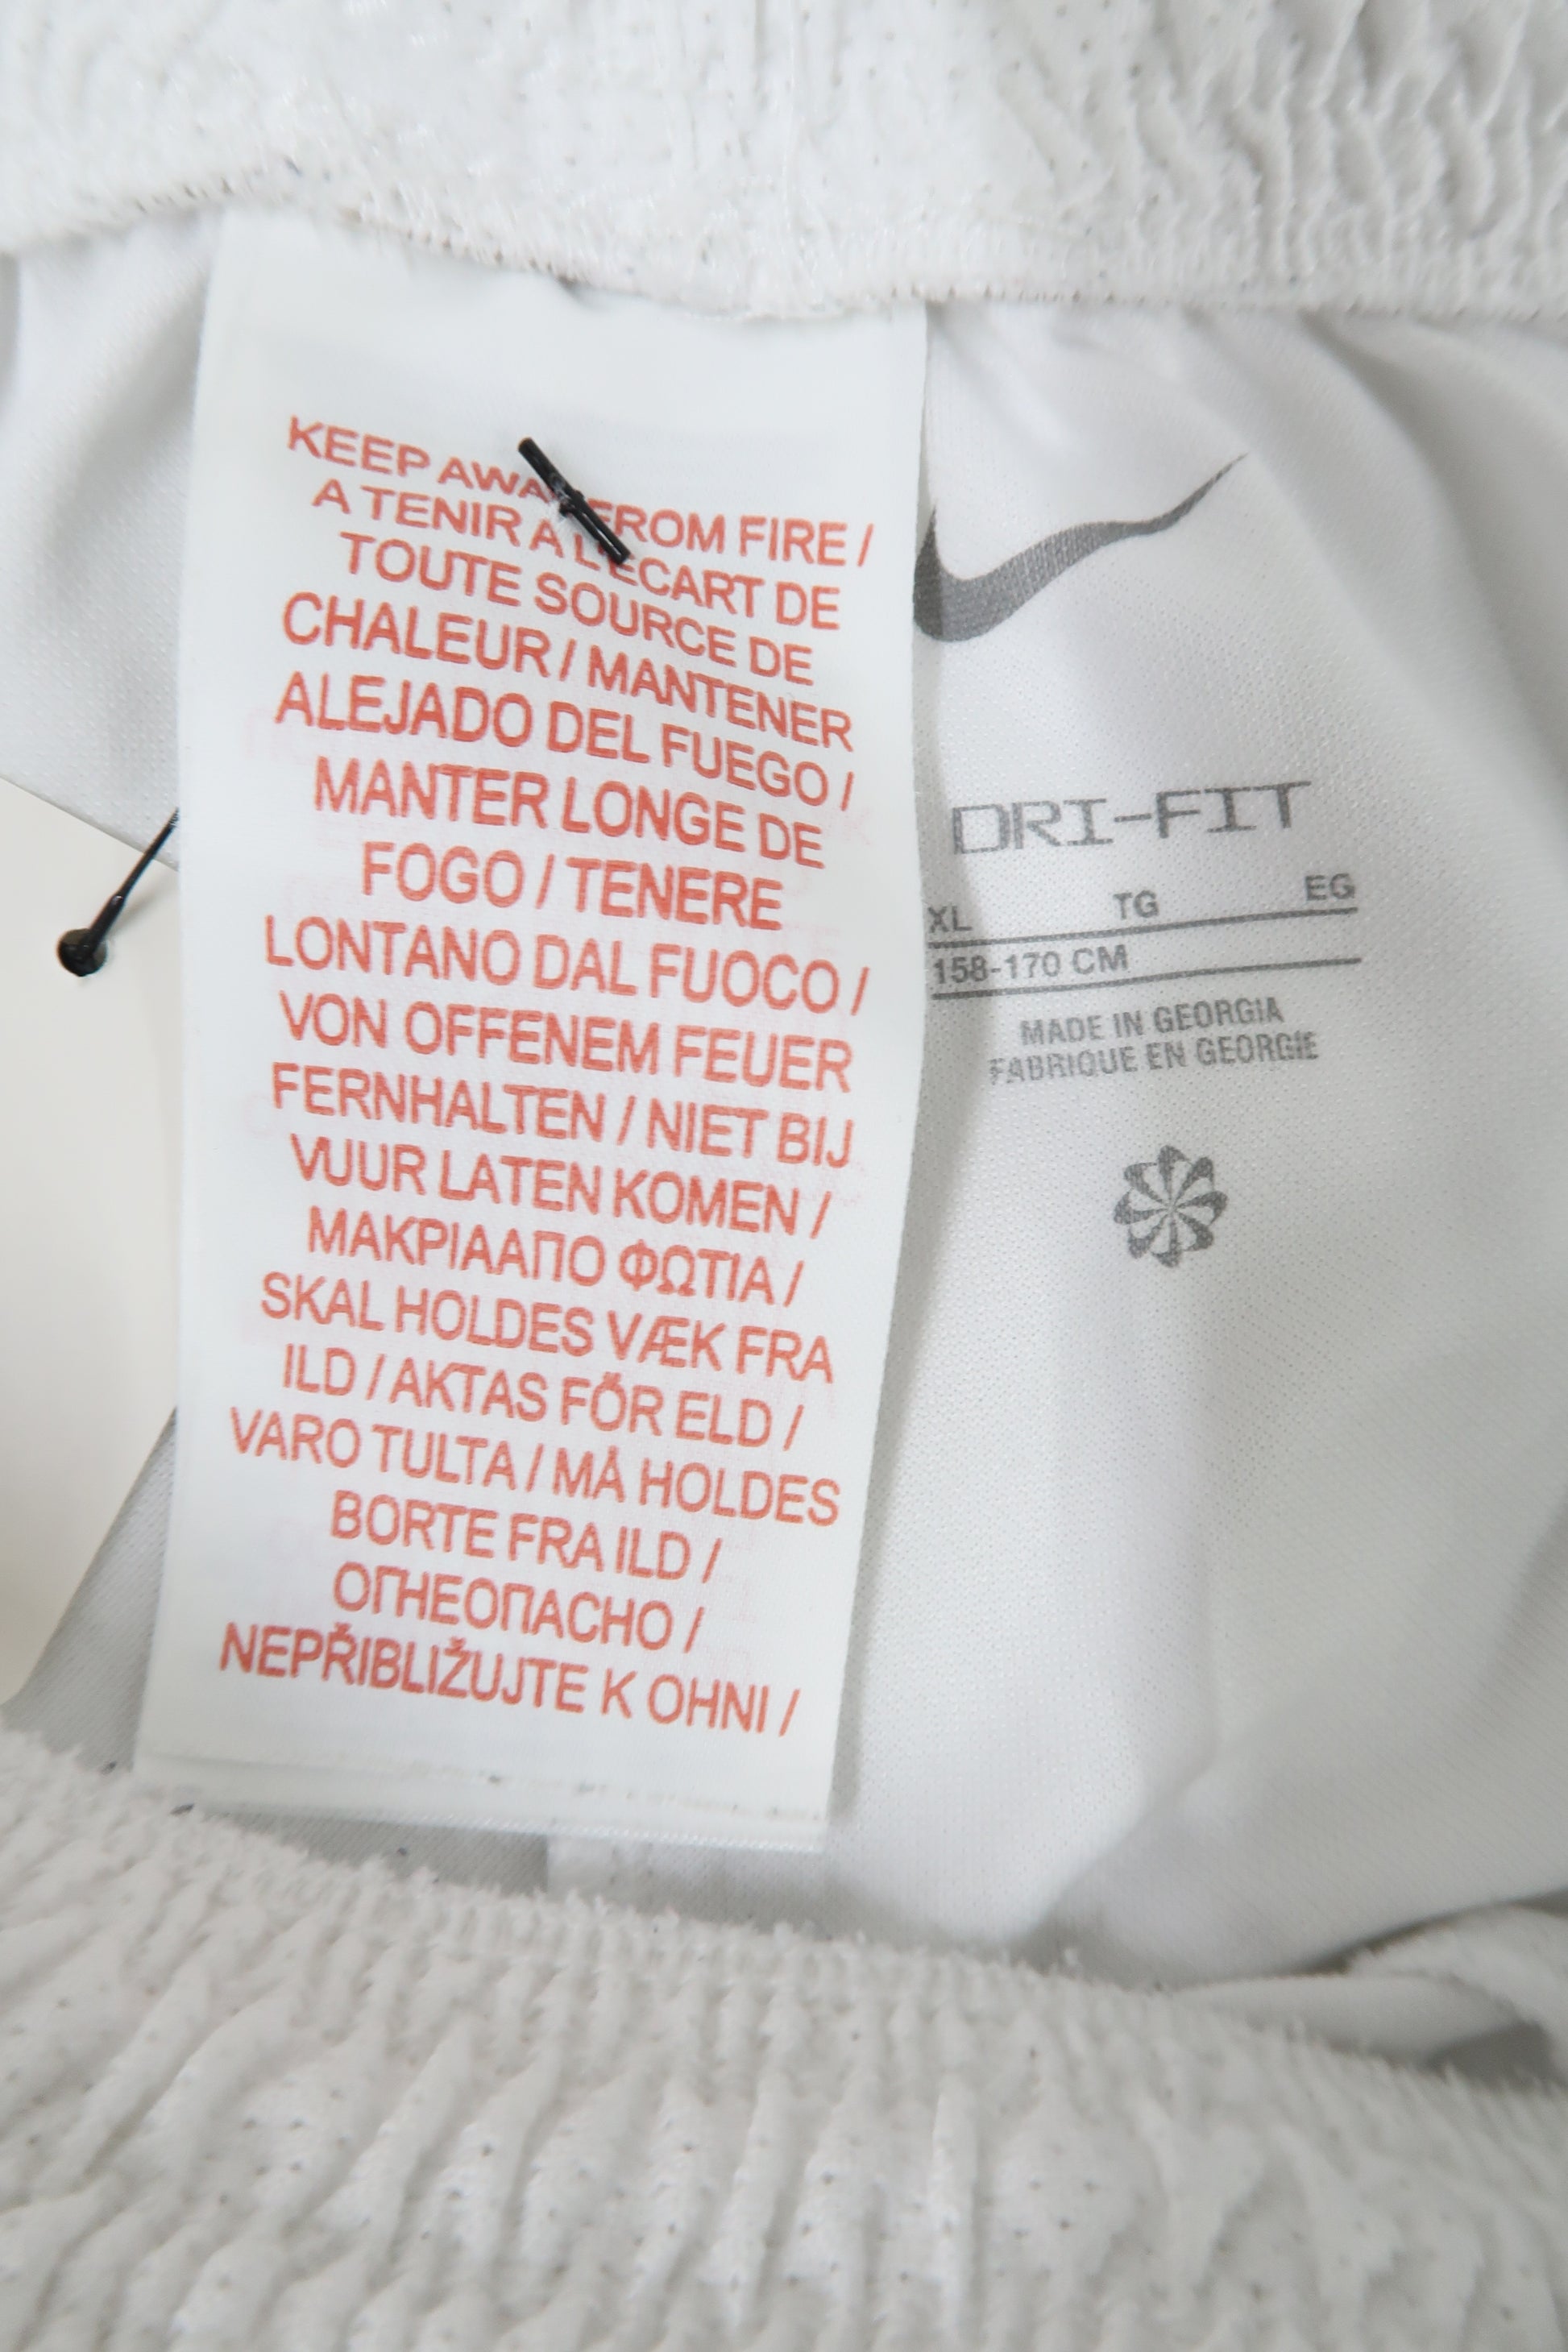 KEEP AWAY FROM FIRE /
A TENIR A L'ECART DE
TOUTE SOURCE DE
CHALEUR / MANTENER
ALEJADO DEL FUEGO /
MANTER LONGE DE
FOGO / TENERE
LONTANO DAL FUOCO /
VON OFFENEM FEUER
FERNHALTEN / NIET BIJ
VUUR LATEN KOMEN /
ΜΑΚΡΙΑΑΠΟ ΦΩΤΙΑ /
SKAL HOLDES VÆK FRA
ILD / AKTAS FÖR ELD /
VARO TULTA / MÅ HOLDES
BORTE FRA ILD /
ОГНЕОПАСНО /
NEPŘIBLIŽUJTE K OHNI /
DRI-FIT
XL TG EG
158-170 CM
MADE IN GEORGIA
FABRIQUE EN GEORGIE